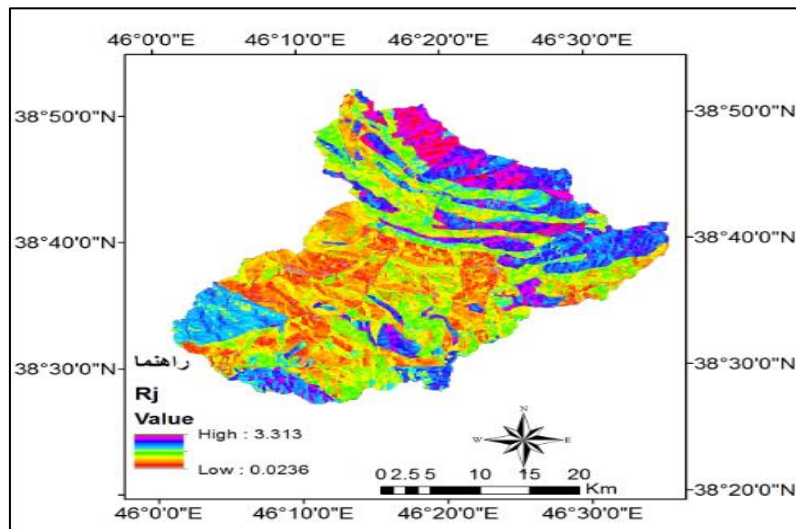 46°0'0"E 46°10'0"E 46°20'0"E 46°30'0"E
38°50'0"N 38°50'0"N
38°40'0"N 38°40'0"N
38°30'0"N 38°30'0"N
راهنما
Rj
Value
High : 3.313
Low : 0.0236
N
W E
S
0 2.5 5 10 15 20
Km
38°20'0"N
46°0'0"E 46°10'0"E 46°20'0"E 46°30'0"E